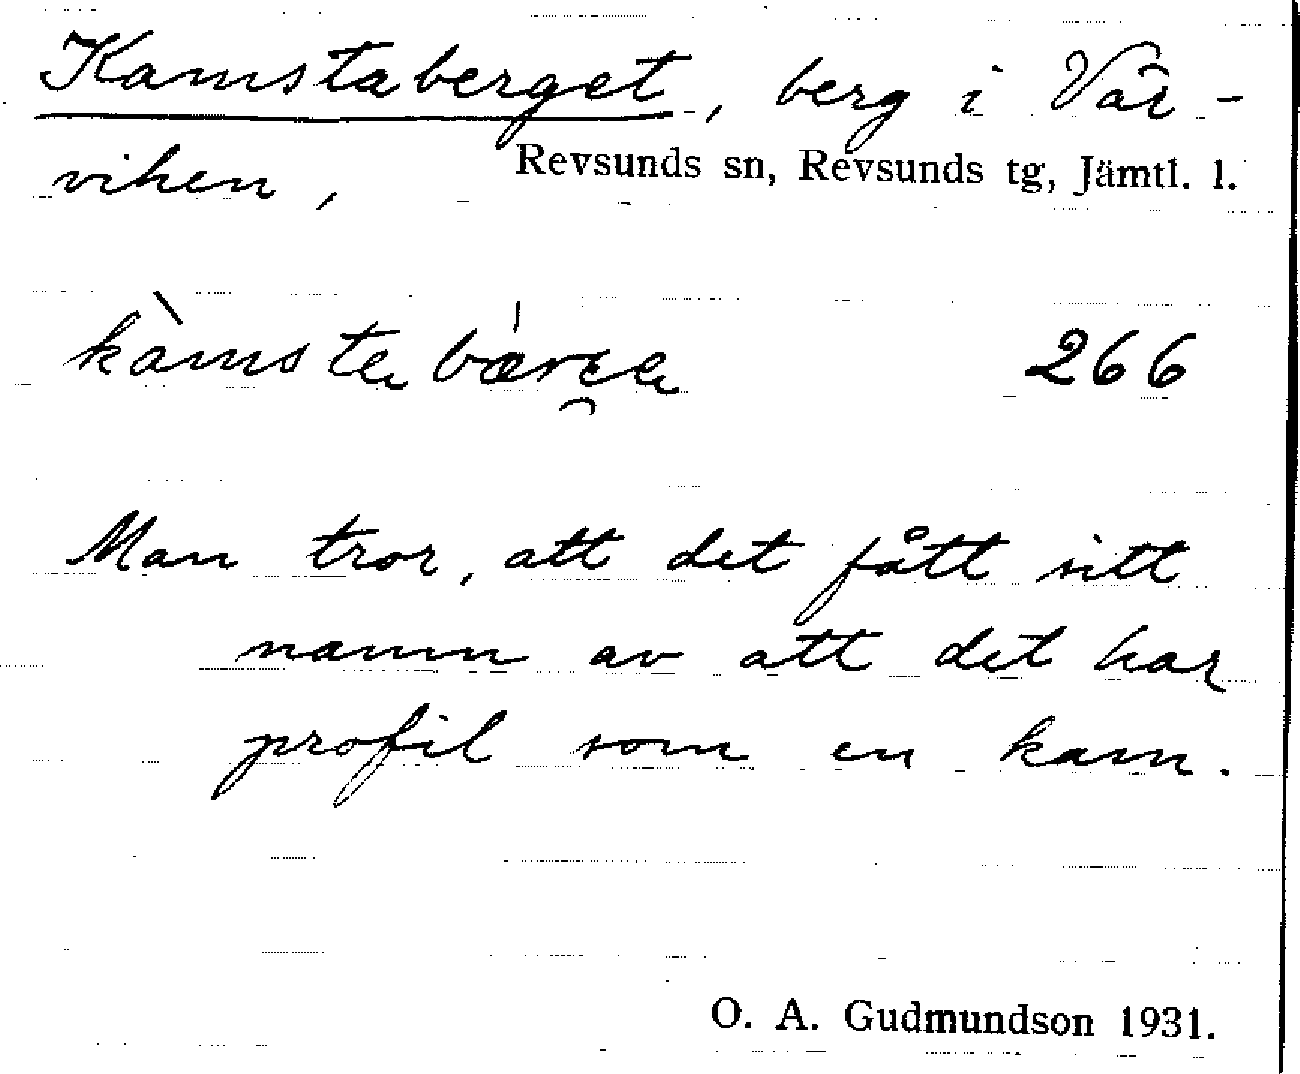 Kamstaberget, berg i Vår-
viken, Revsunds sn, Revsunds tg, Jämtl. l.
266
Man tror, att det fått sitt
namn av att det har
profil som en kam.
O. A. Gudmundson 1931.